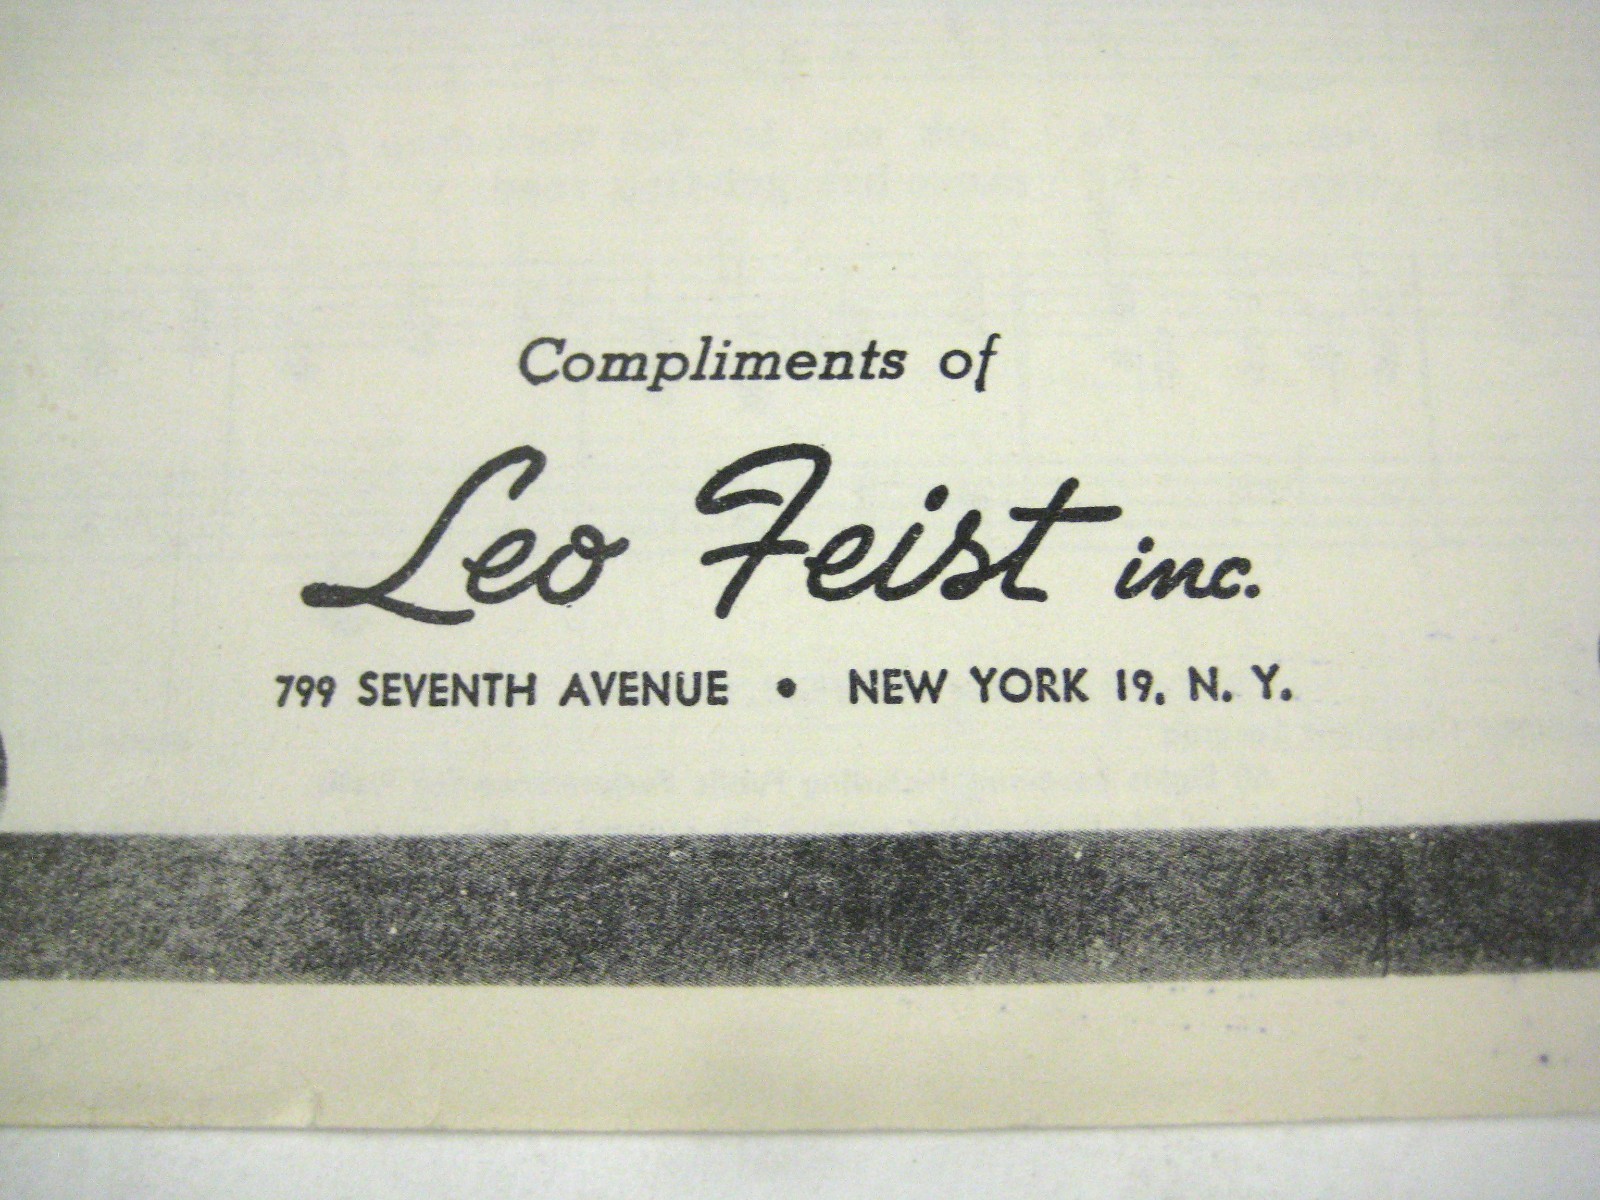 Compliments of
Leo Feist inc.
799 SEVENTH AVENUE • NEW YORK 19, N. Y.